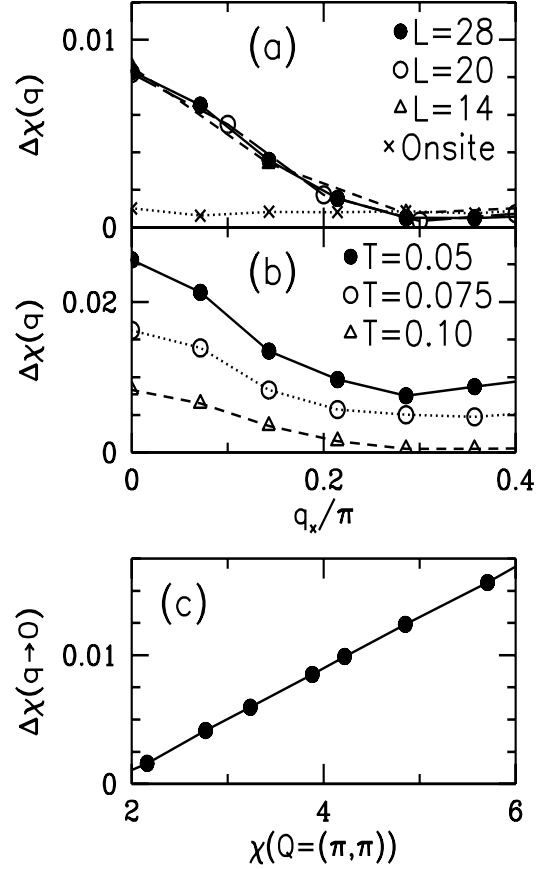 0.01
(a)
L=28
L=20
L=14
Onsite
Δχ(q)
0
(b)
T=0.05
T=0.075
T=0.10
0.02
Δχ(q)
0
0 0.2 0.4
qₓ/π
(c)
Δχ(q→0)
0.01
0
2 4 6
χ(Q=(π,π))